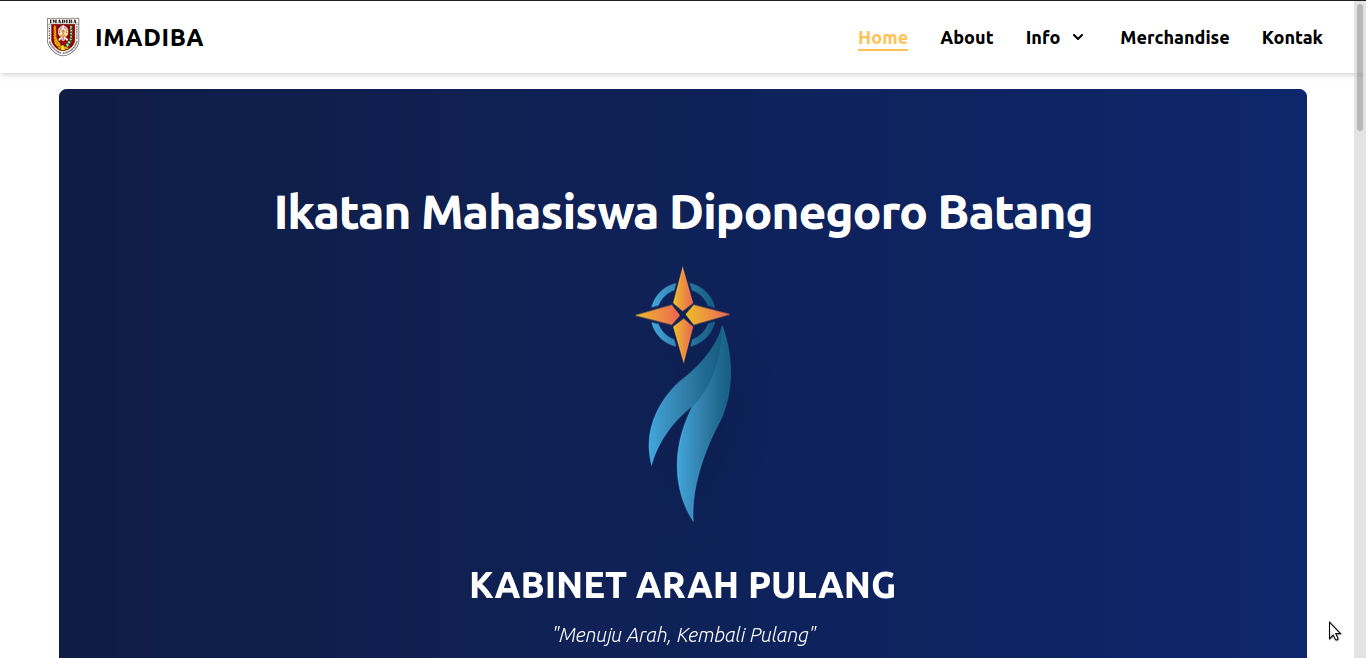 IMADIBA
IMADIBA
Home
About
Info
Merchandise
Kontak
Ikatan Mahasiswa Diponegoro Batang
KABINET ARAH PULANG
"Menuju Arah, Kembali Pulang"